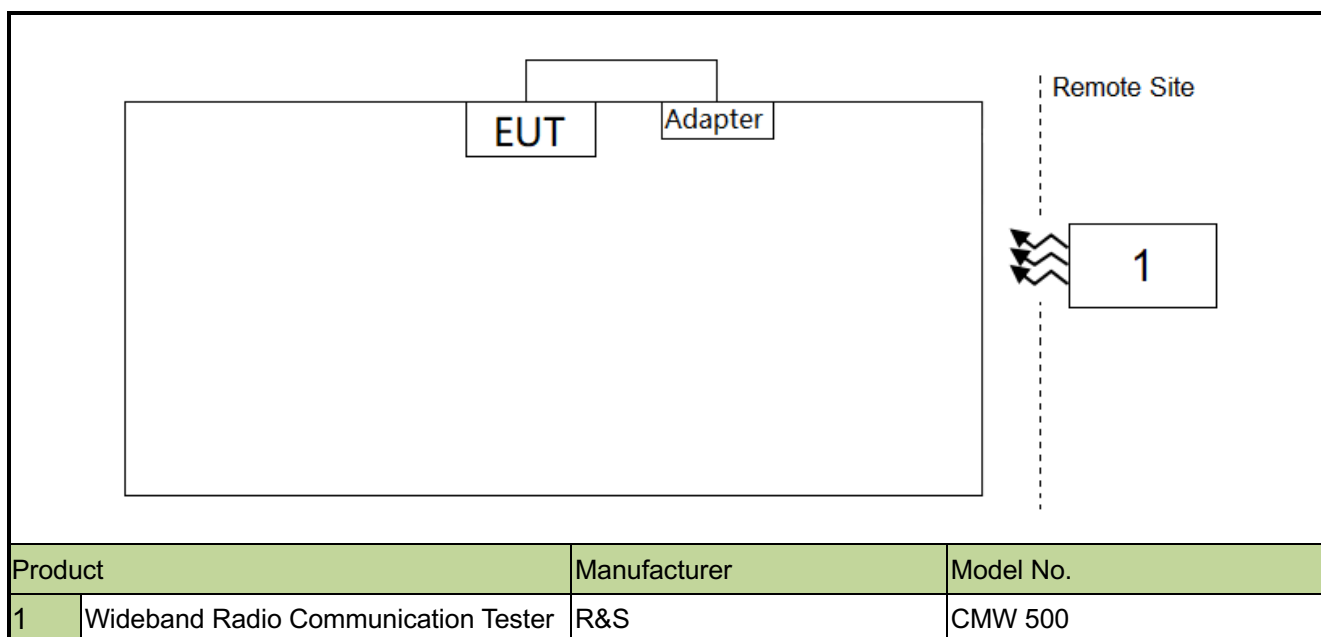 Remote Site
EUT
Adapter
1
Product Manufacturer Model No.
1 Wideband Radio Communication Tester R&S CMW 500